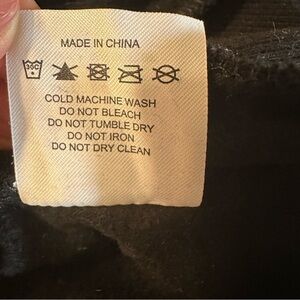 MADE IN CHINA
30C
COLD MACHINE WASH
DO NOT BLEACH
DO NOT TUMBLE DRY
DO NOT IRON
DO NOT DRY CLEAN